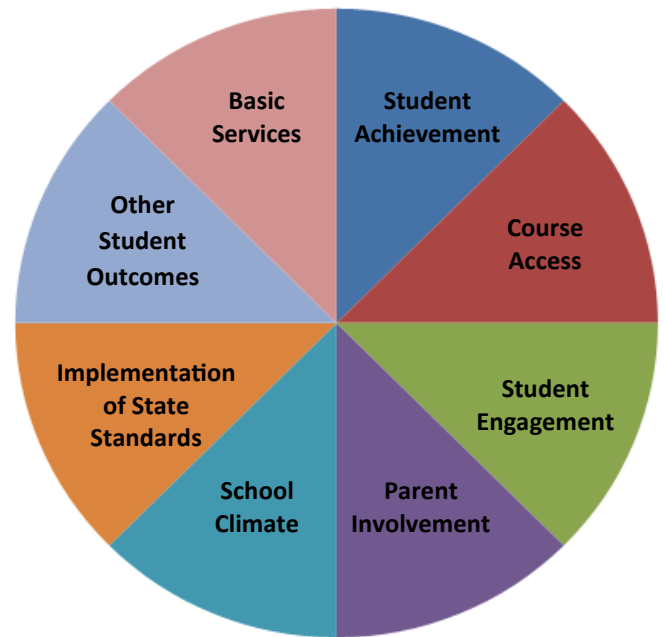 Basic
Services
Student
Achievement
Course
Access
Student
Engagement
Parent
Involvement
School
Climate
Implementation
of State
Standards
Other
Student
Outcomes